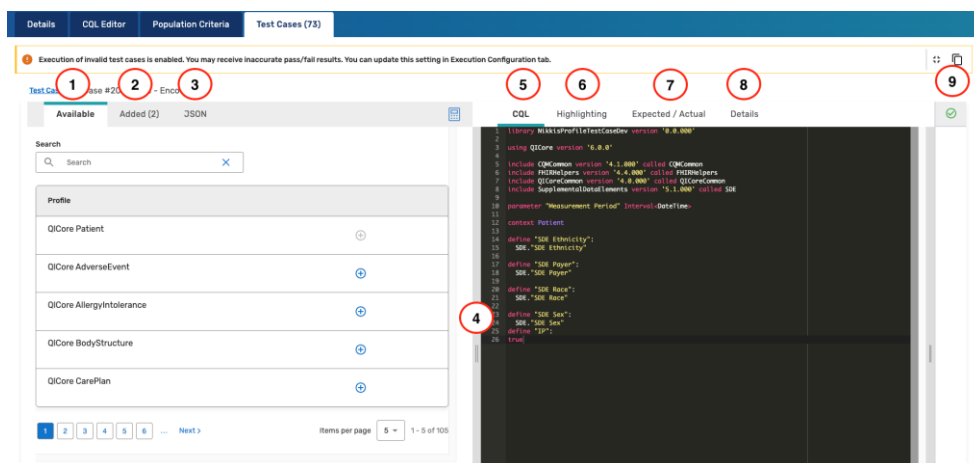 Details CQL Editor Population Criteria Test Cases (73)
Execution of invalid test cases is enabled. You may receive inaccurate pass/fail results. You can update this setting in Execution Configuration tab.
1 2 3 5 6 7 8 9
Test Cas ase #20 - Enco
Available Added (2) JSON
CQL Highlighting Expected / Actual Details
Search
Search
Profile
QICore Patient
QICore AdverseEvent
QICore AllergyIntolerance
QICore BodyStructure
QICore CarePlan
1 2 3 4 5 6 ... Next >
Items per page 5 1 - 5 of 105
4
1 library NikkisProfileTestCaseDev version '0.0.000'
2
3 using QICore version '6.0.0'
4
5 include CQMCommon version '4.1.000' called CQMCommon
6 include FHIRHelpers version '4.4.000' called FHIRHelpers
7 include QICoreCommon version '4.0.000' called QICoreCommon
8 include SupplementalDataElements version '5.1.000' called SDE
9
10 parameter "Measurement Period" Interval<DateTime>
11
12 context Patient
13
14 define "SDE Ethnicity":
15 SDE."SDE Ethnicity"
16
17 define "SDE Payer":
18 SDE."SDE Payer"
19
20 define "SDE Race":
21 SDE."SDE Race"
22
23 define "SDE Sex":
24 SDE."SDE Sex"
25 define "IP":
26 true